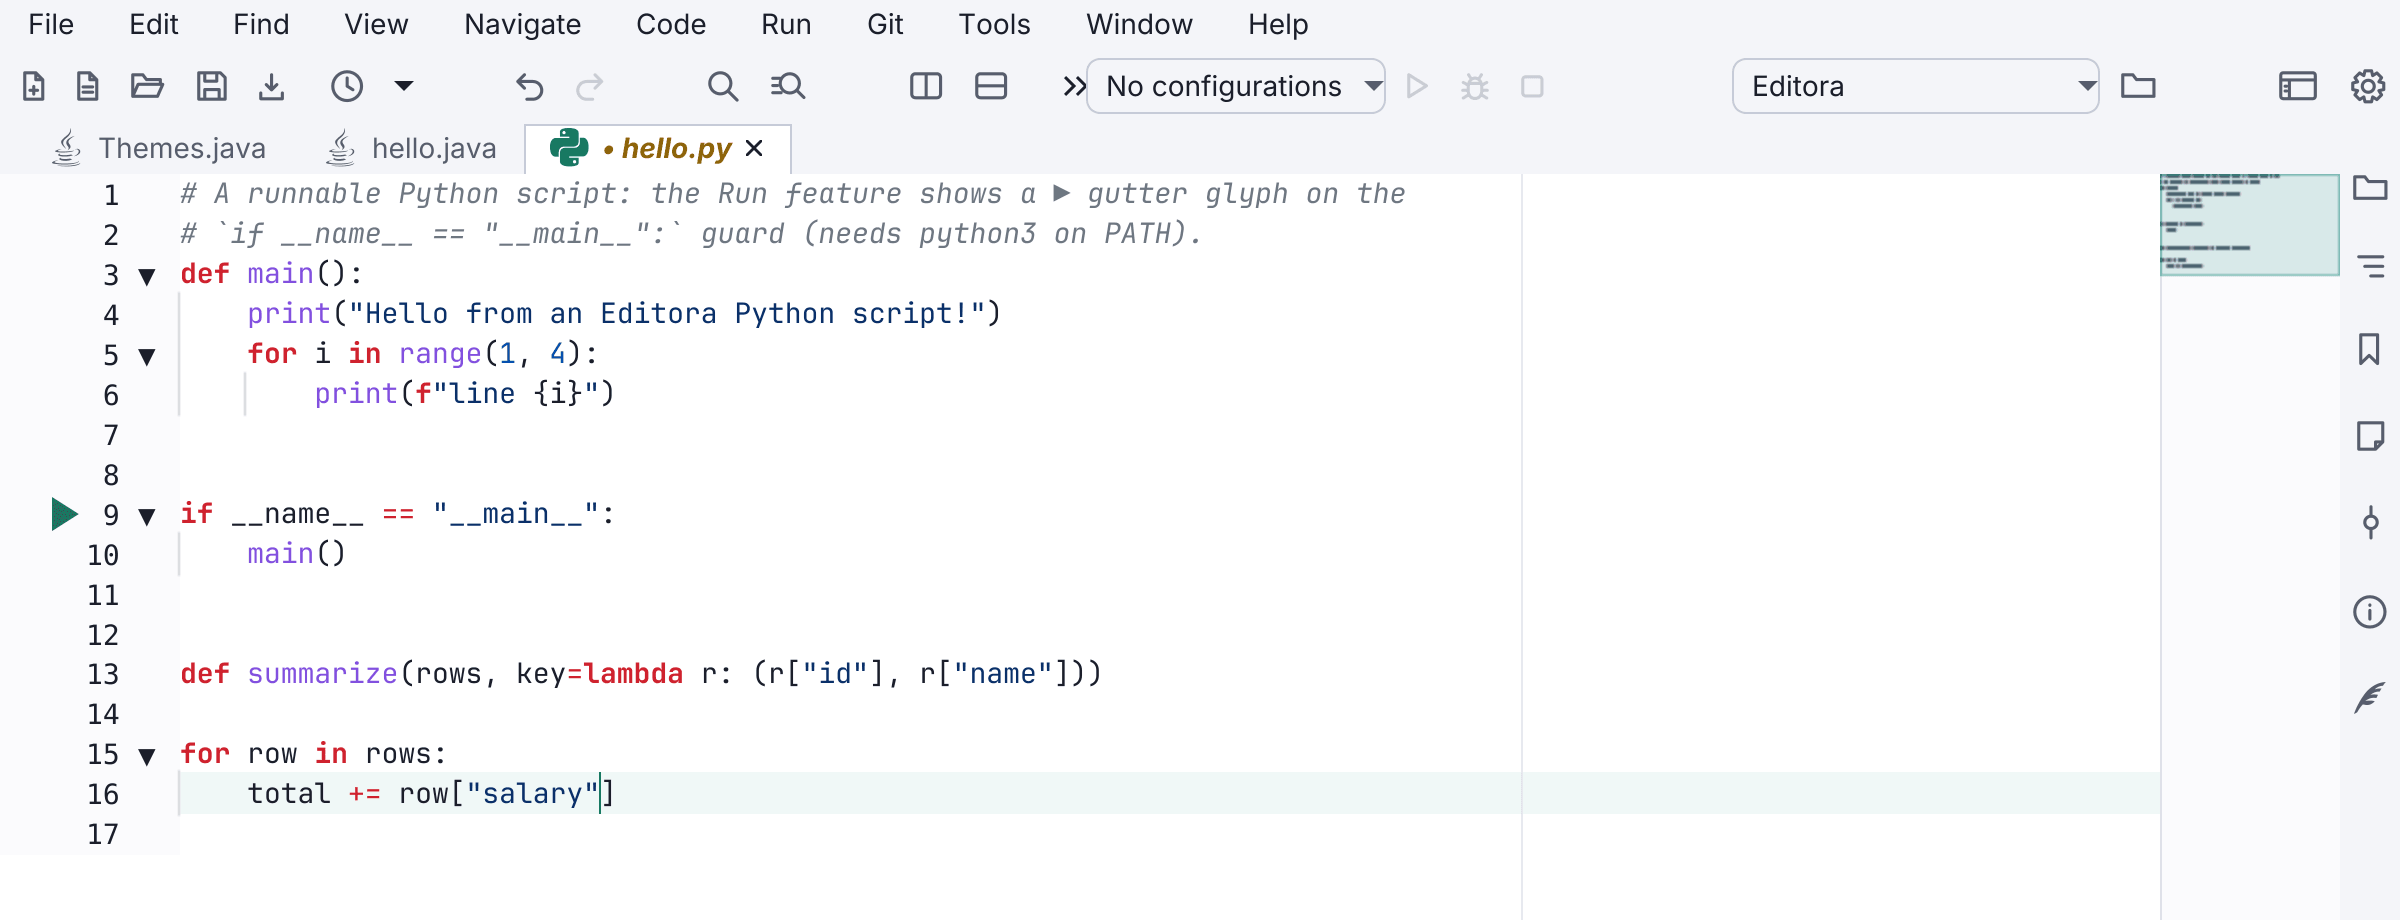 File Edit Find View Navigate Code Run Git Tools Window Help
No configurations Editora
Themes.java hello.java • hello.py
1 # A runnable Python script: the Run feature shows a ▶ gutter glyph on the
2 # `if __name__ == "__main__":` guard (needs python3 on PATH).
3 def main():
4     print("Hello from an Editora Python script!")
5     for i in range(1, 4):
6         print(f"line {i}")
7
8
9 if __name__ == "__main__":
10     main()
11
12
13 def summarize(rows, key=lambda r: (r["id"], r["name"]))
14
15 for row in rows:
16     total += row["salary"]
17